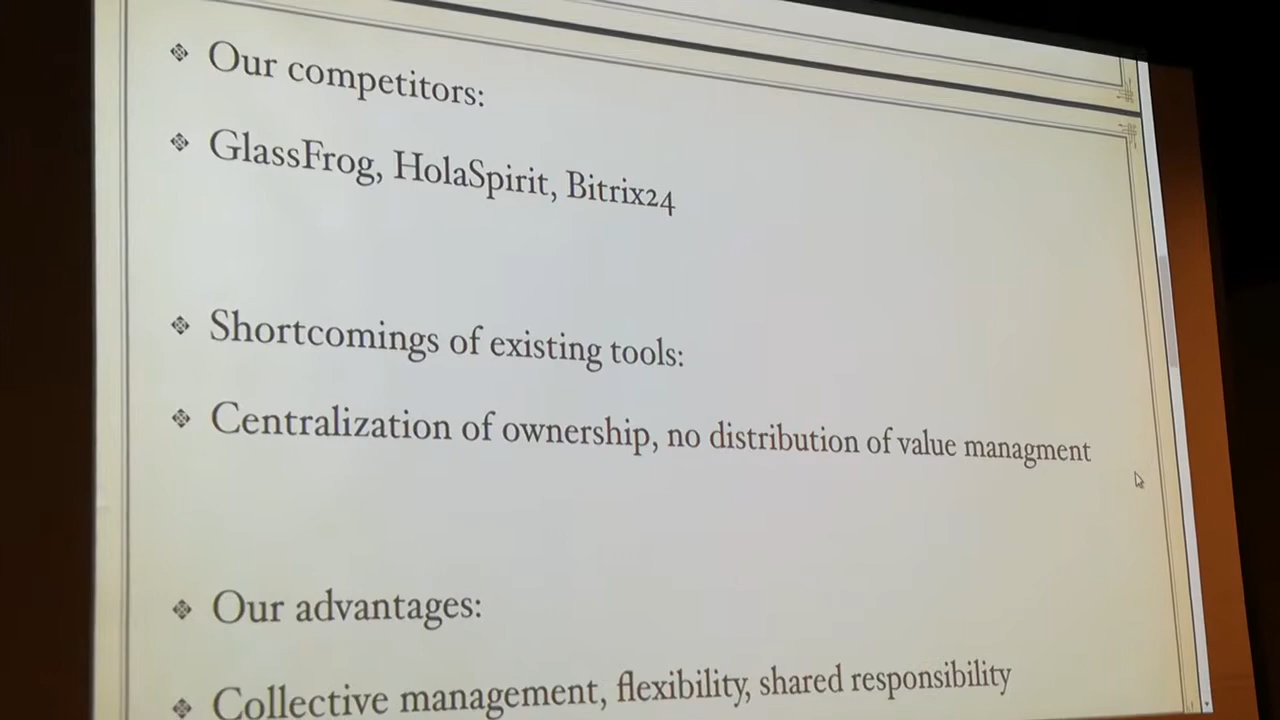 Our competitors:
GlassFrog, HolaSpirit, Bitrix24
Shortcomings of existing tools:
Centralization of ownership, no distribution of value managment
Our advantages:
Collective management, flexibility, shared responsibility